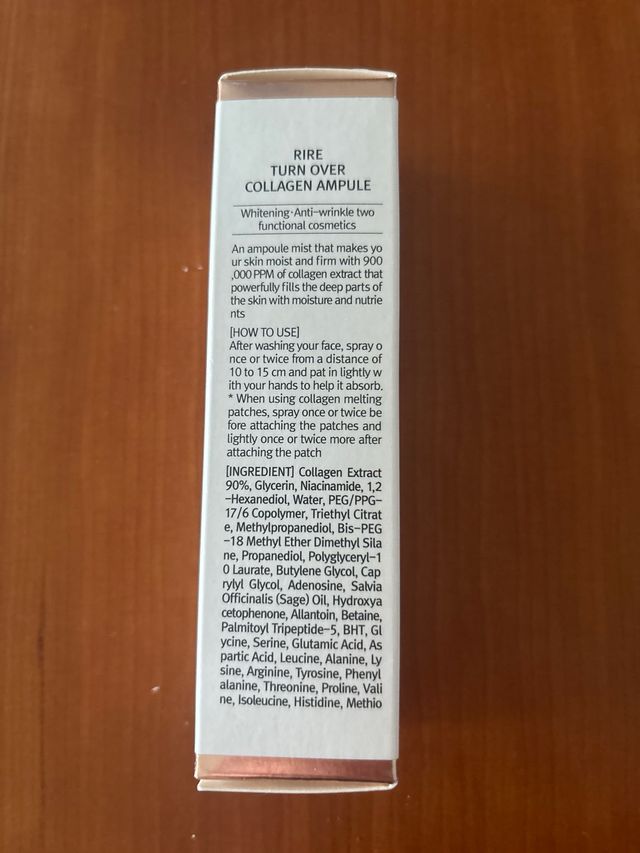 RIRE
TURN OVER
COLLAGEN AMPULE
Whitening·Anti-wrinkle two
functional cosmetics
An ampoule mist that makes yo
ur skin moist and firm with 900
,000 PPM of collagen extract that
powerfully fills the deep parts of
the skin with moisture and nutrie
nts
[HOW TO USE]
After washing your face, spray o
nce or twice from a distance of
10 to 15 cm and pat in lightly w
ith your hands to help it absorb.
* When using collagen melting
patches, spray once or twice be
fore attaching the patches and
lightly once or twice more after
attaching the patch
[INGREDIENT] Collagen Extract
90%, Glycerin, Niacinamide, 1,2
-Hexanediol, Water, PEG/PPG-
17/6 Copolymer, Triethyl Citrat
e, Methylpropanediol, Bis-PEG
-18 Methyl Ether Dimethyl Sila
ne, Propanediol, Polyglyceryl-1
0 Laurate, Butylene Glycol, Cap
rylyl Glycol, Adenosine, Salvia
Officinalis (Sage) Oil, Hydroxya
cetophenone, Allantoin, Betaine,
Palmitoyl Tripeptide-5, BHT, Gl
ycine, Serine, Glutamic Acid, As
partic Acid, Leucine, Alanine, Ly
sine, Arginine, Tyrosine, Phenyl
alanine, Threonine, Proline, Vali
ne, Isoleucine, Histidine, Methio